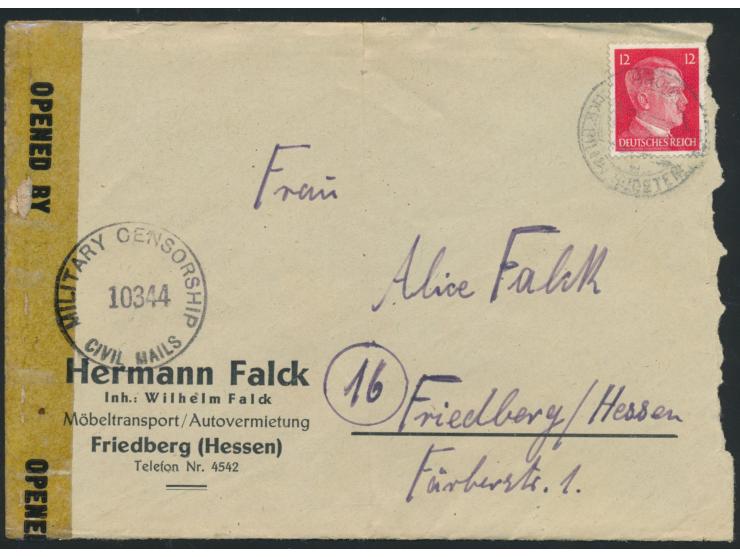 OPENED BY
12 12
DEUTSCHES REICH
Frau
MILITARY CENSORSHIP
10344
CIVIL MAILS
Alice Falck
Hermann Falck
Inh.: Wilhelm Falck
Möbeltransport/Autovermietung
Friedberg (Hessen)
Telefon Nr. 4542
16
Friedberg/Hessen
Färberstr. 1.
OPENED